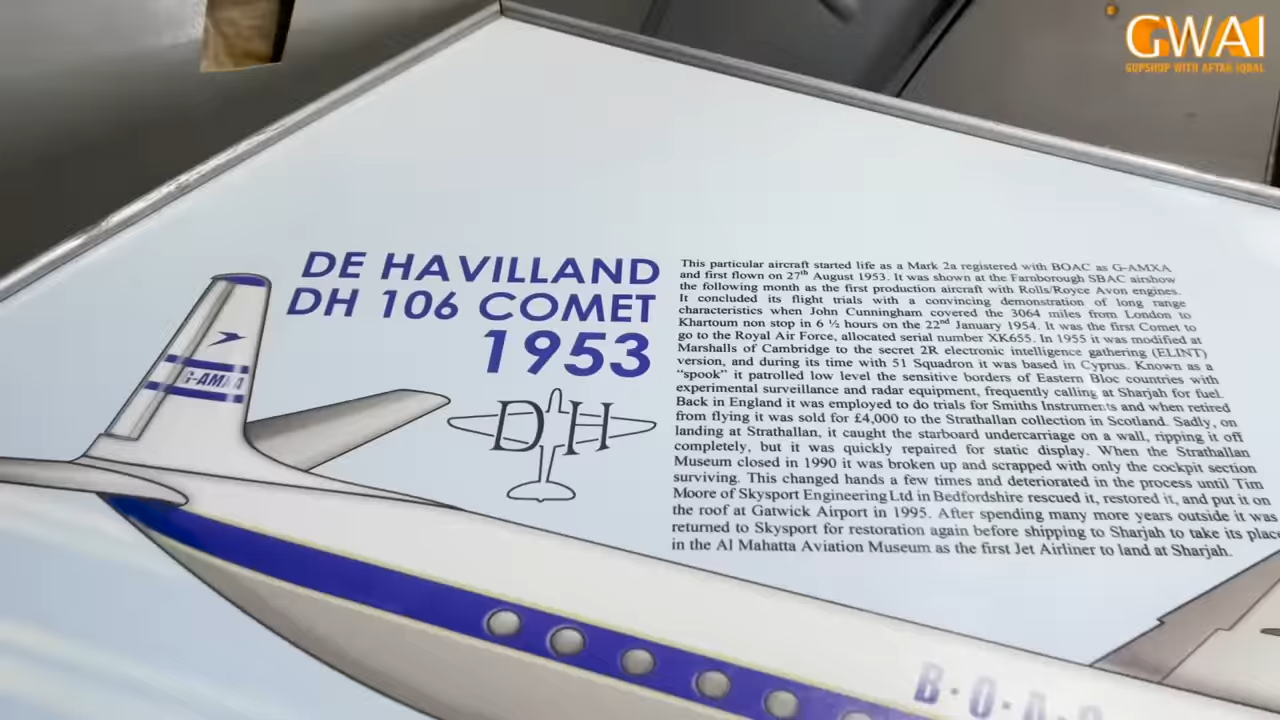 GWAI
GUPSHUP WITH AFTAB IQBAL
DE HAVILLAND
DH 106 COMET
1953
G-AMXA
DH
This particular aircraft started life as a Mark 2a registered with BOAC as G-AMXA
and first flown on 27th August 1953. It was shown at the Farnborough SBAC airshow
the following month as the first production aircraft with Rolls/Royce Avon engines.
It concluded its flight trials with a convincing demonstration of long range
characteristics when John Cunningham covered the 3064 miles from London to
Khartoum non stop in 6 ½ hours on the 22nd January 1954. It was the first Comet to
go to the Royal Air Force, allocated serial number XK655. In 1955 it was modified at
Marshalls of Cambridge to the secret 2R electronic intelligence gathering (ELINT)
version, and during its time with 51 Squadron it was based in Cyprus. Known as a
“spook” it patrolled low level the sensitive borders of Eastern Bloc countries with
experimental surveillance and radar equipment, frequently calling at Sharjah for fuel.
Back in England it was employed to do trials for Smiths Instruments and when retired
from flying it was sold for £4,000 to the Strathallan collection in Scotland. Sadly, on
landing at Strathallan, it caught the starboard undercarriage on a wall, ripping it off
completely, but it was quickly repaired for static display. When the Strathallan
Museum closed in 1990 it was broken up and scrapped with only the cockpit section
surviving. This changed hands a few times and deteriorated in the process until Tim
Moore of Skysport Engineering Ltd in Bedfordshire rescued it, restored it, and put it on
the roof at Gatwick Airport in 1995. After spending many more years outside it was
returned to Skysport for restoration again before shipping to Sharjah to take its place
in the Al Mahatta Aviation Museum as the first Jet Airliner to land at Sharjah.
B·O·A·C